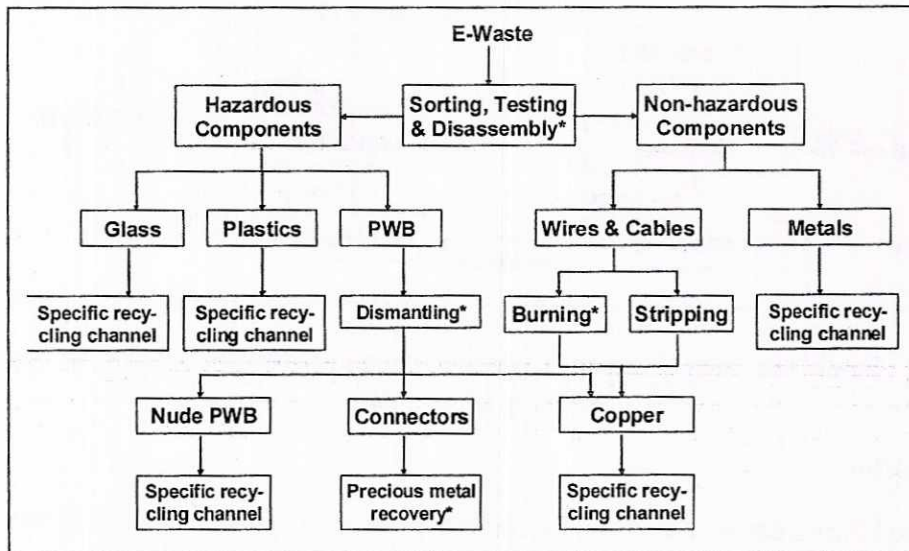 E-Waste
Hazardous
Components
Sorting, Testing
& Disassembly*
Non-hazardous
Components
Glass
Plastics
PWB
Wires & Cables
Metals
Specific recy-
cling channel
Specific recy-
cling channel
Dismantling*
Burning*
Stripping
Specific recy-
cling channel
Nude PWB
Connectors
Copper
Specific recy-
cling channel
Precious metal
recovery*
Specific recy-
cling channel